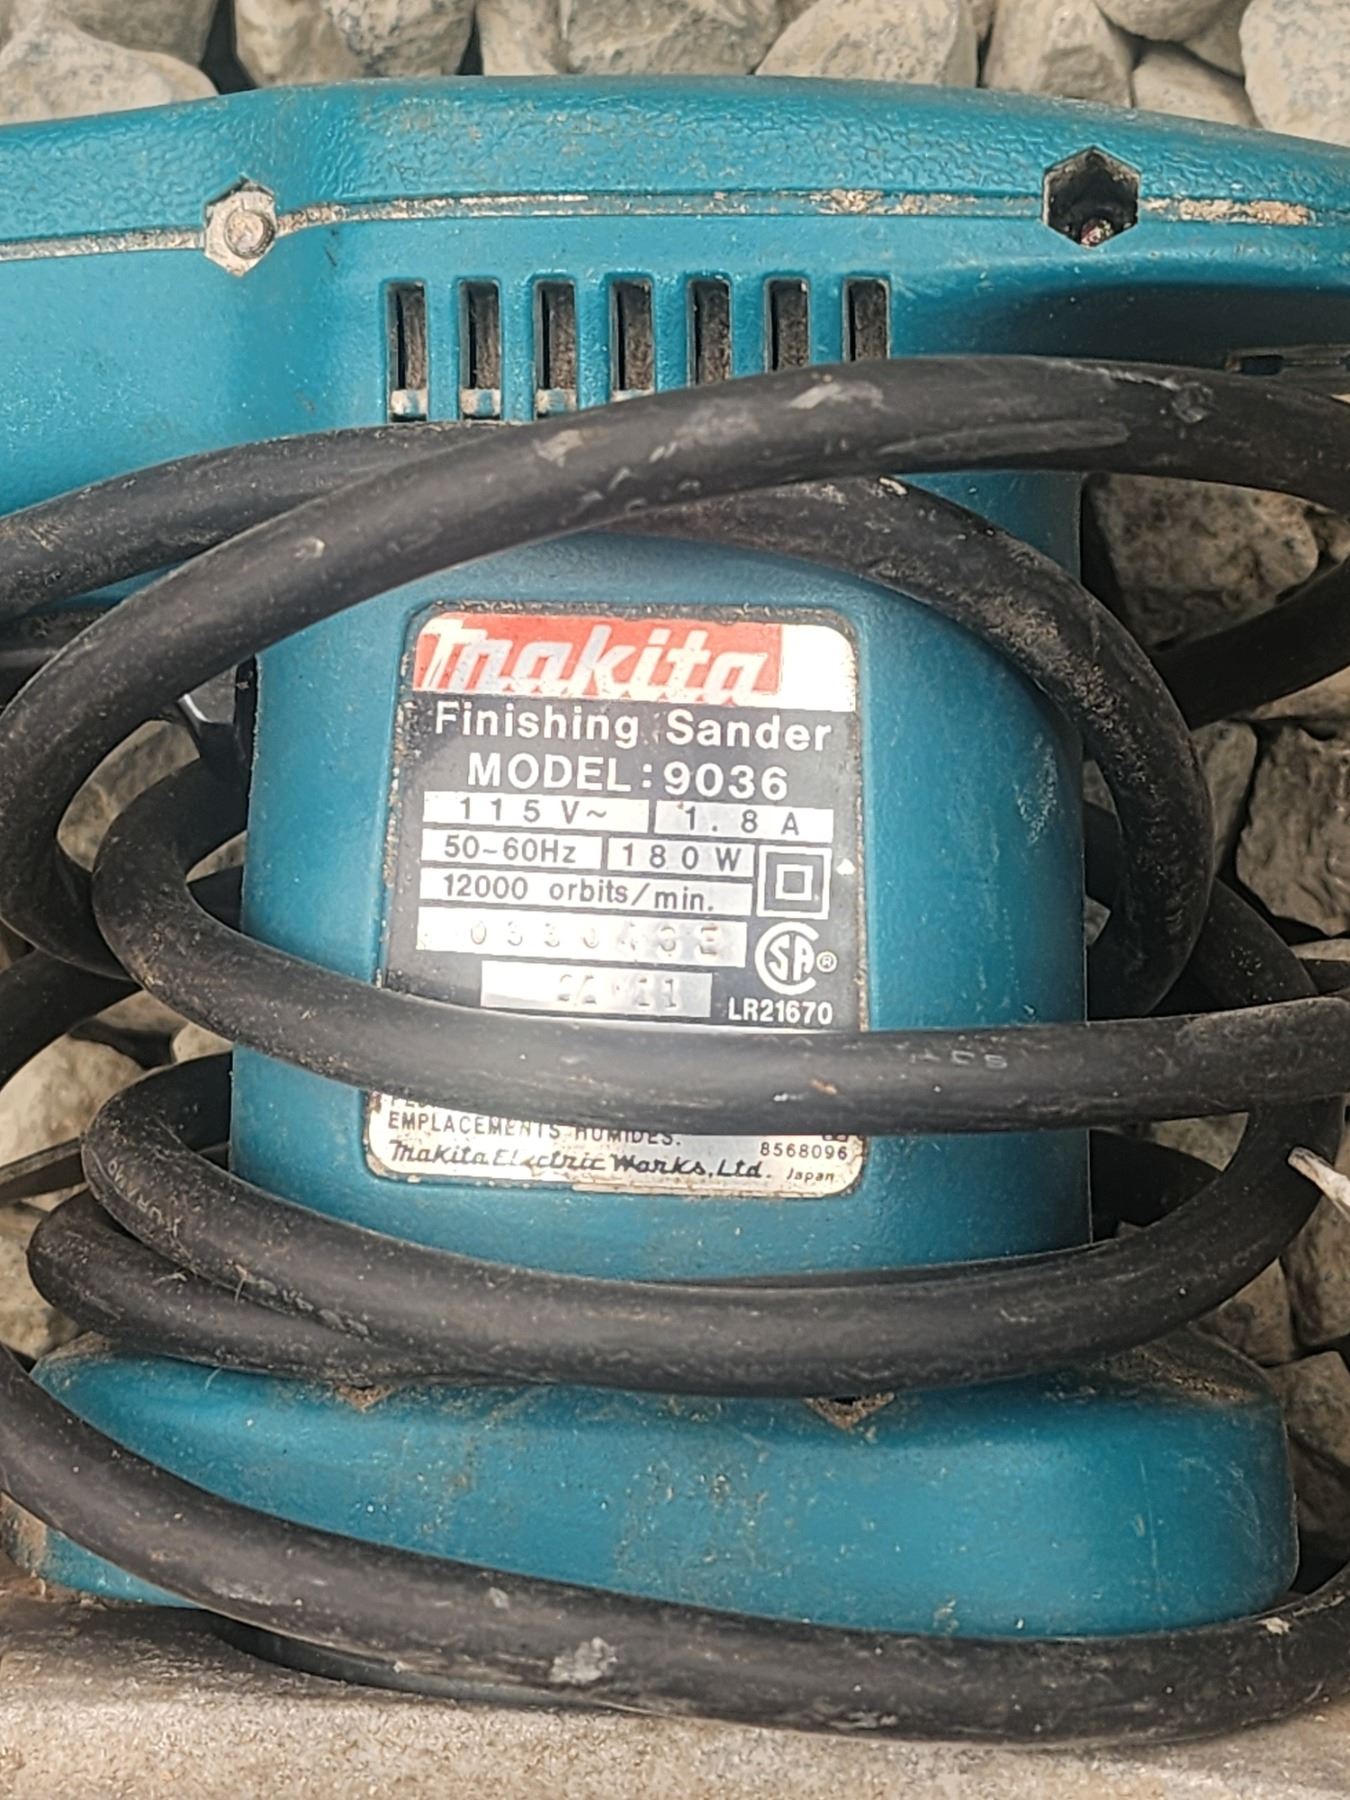 makita
Finishing Sander
MODEL:9036
115V~ 1.8A
50-60Hz 180W
12000 orbits/min.
SA®
LR21670
EMPLACEMENTS HUMIDES.
8568096
Makita Electric Works, Ltd. Japan